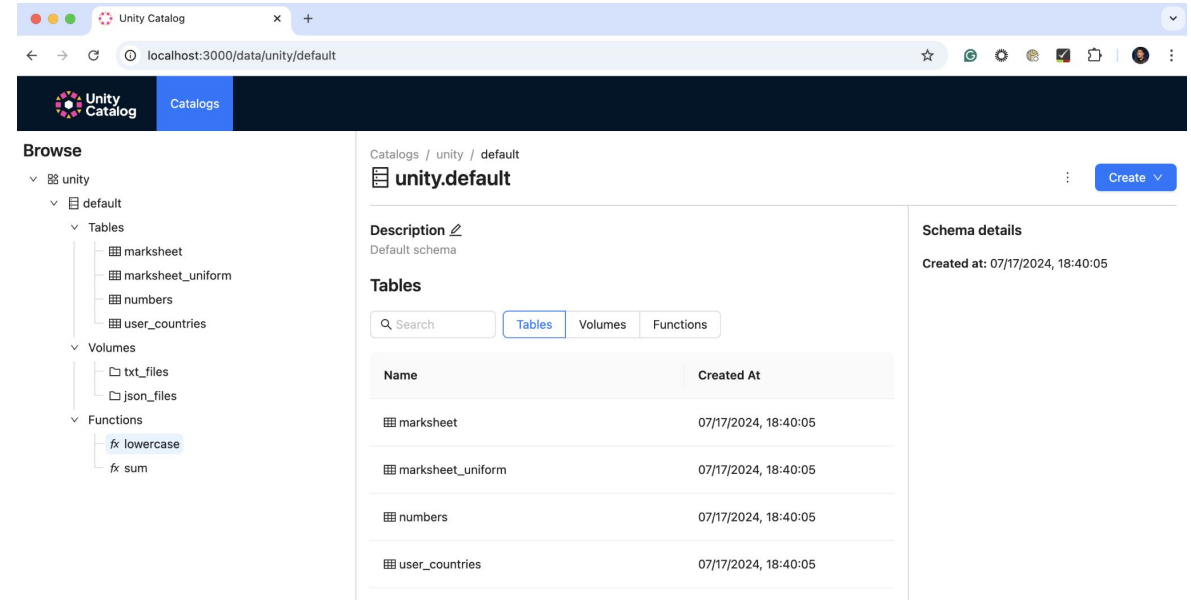 Unity Catalog
localhost:3000/data/unity/default
Unity
Catalog
Catalogs
Browse
unity
default
Tables
marksheet
marksheet_uniform
numbers
user_countries
Volumes
txt_files
json_files
Functions
fx lowercase
fx sum
Catalogs / unity / default
unity.default
Create
Description
Default schema
Tables
Search
Tables Volumes Functions
Name Created At
marksheet 07/17/2024, 18:40:05
marksheet_uniform 07/17/2024, 18:40:05
numbers 07/17/2024, 18:40:05
user_countries 07/17/2024, 18:40:05
Schema details
Created at: 07/17/2024, 18:40:05